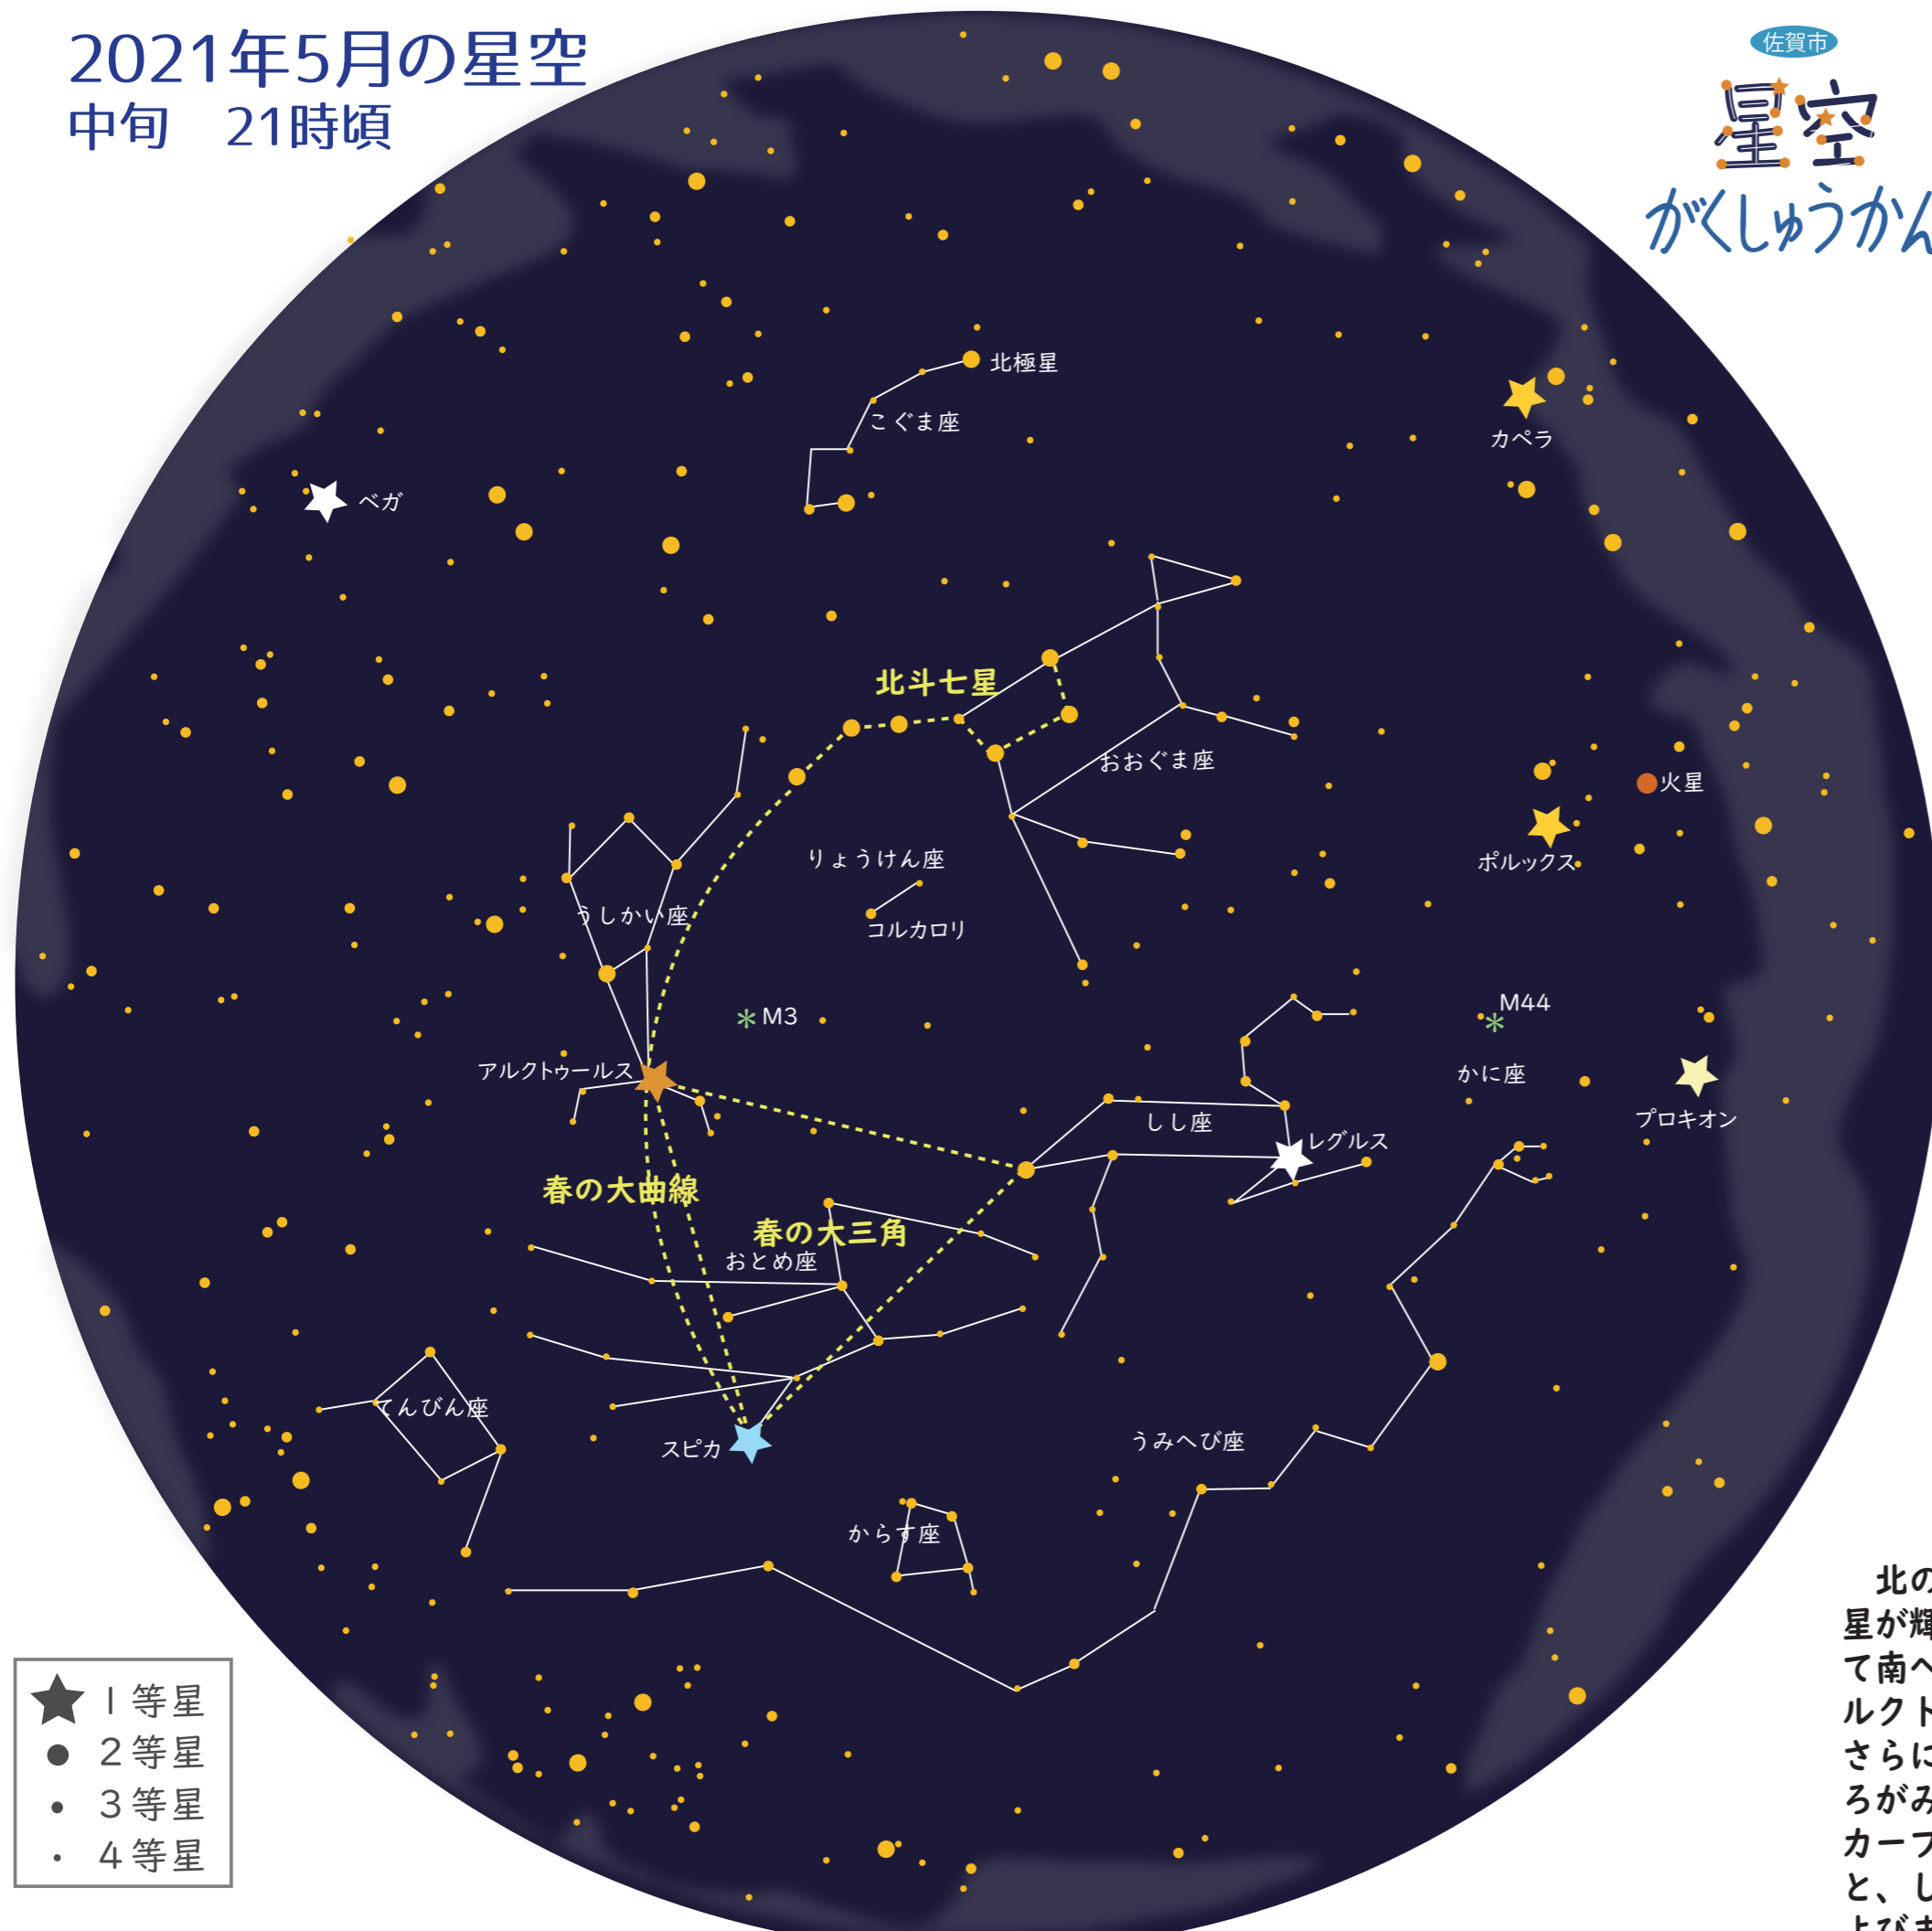 2021年5月の星空
中旬　21時頃
佐賀市
星空
がくしゅうかん
北極星
こぐま座
カペラ
ベガ
北斗七星
おおぐま座
火星
ポルックス
りょうけん座
コルカロリ
うしかい座
M3
M44
アルクトゥールス
かに座
プロキオン
しし座
レグルス
春の大曲線
春の大三角
おとめ座
てんびん座
スピカ
うみへび座
からす座
1等星
2等星
3等星
4等星
北の
星が輝
て南へ
ルクト
さらに
ろがみ
カーブ
と、し